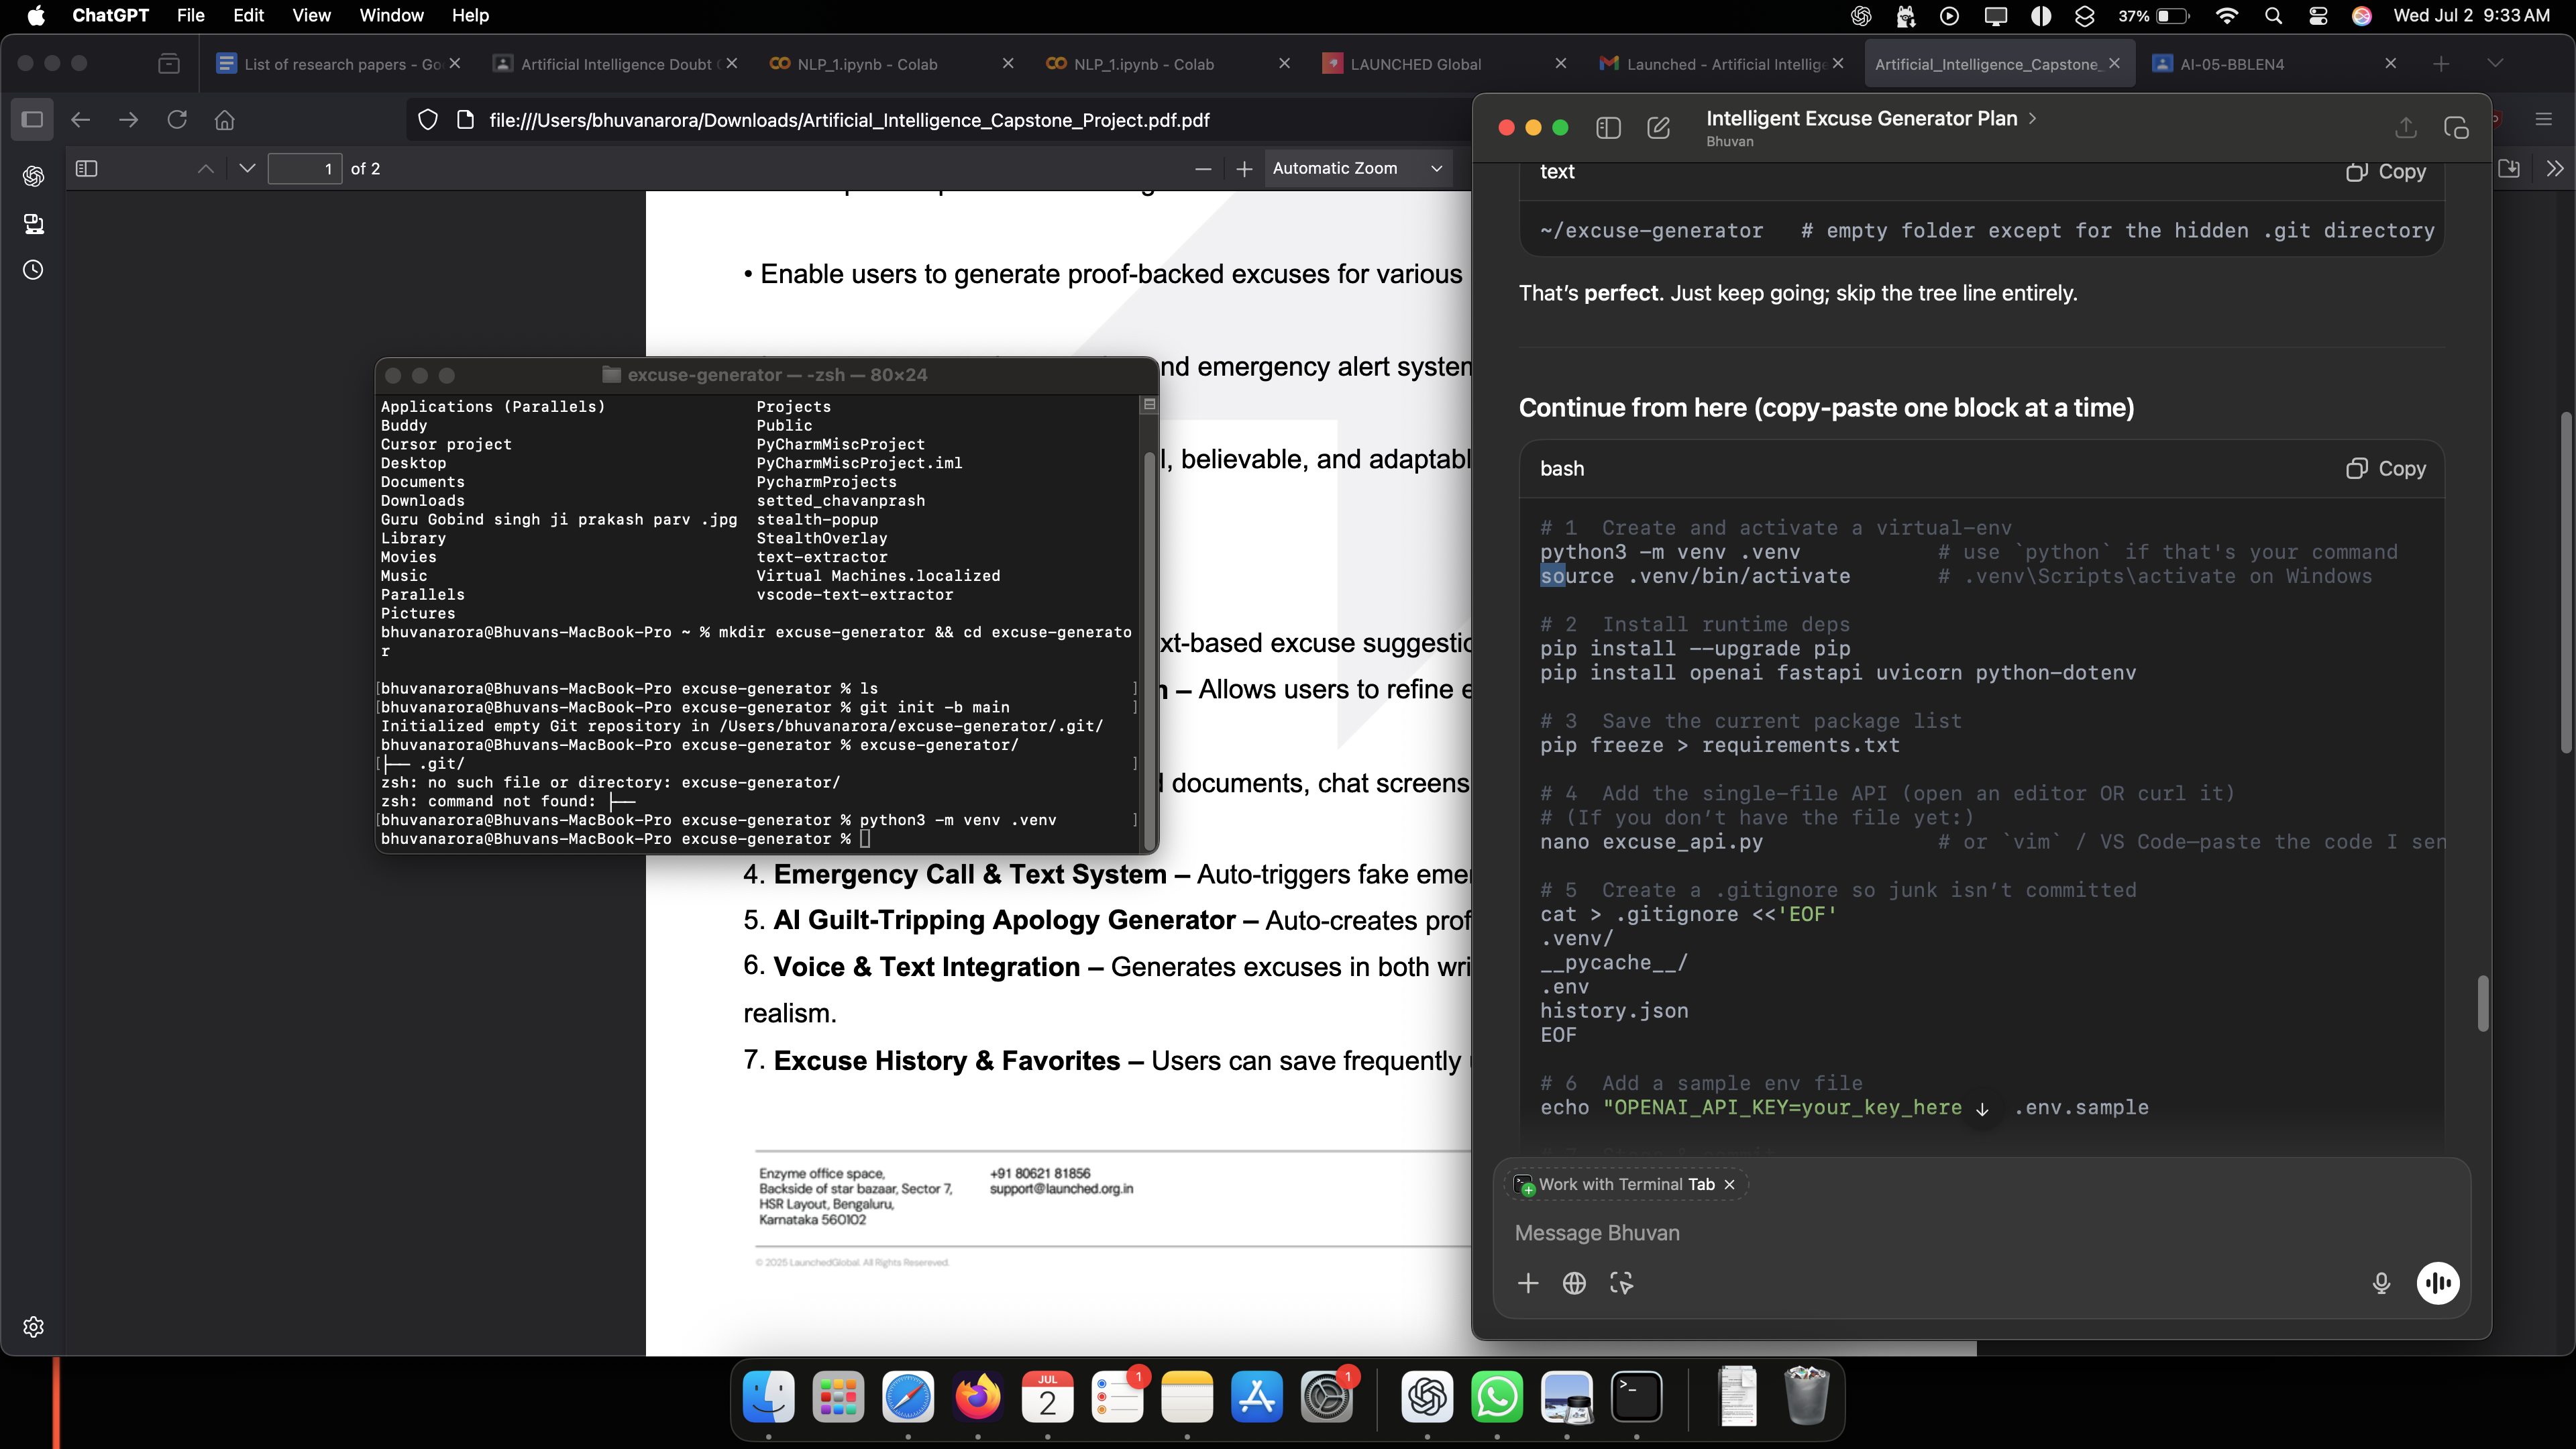 ChatGPT File Edit View Window Help
37% Wed Jul 2 9:33 AM
List of research papers - Go
Artificial Intelligence Doubt
NLP_1.ipynb - Colab
NLP_1.ipynb - Colab
LAUNCHED Global
Launched - Artificial Intellige
Artificial_Intelligence_Capstone_
AI-05-BBLEN4
file:///Users/bhuvanarora/Downloads/Artificial_Intelligence_Capstone_Project.pdf.pdf
1 of 2
Automatic Zoom
• Enable users to generate proof-backed excuses for various
nd emergency alert system
l, believable, and adaptabl
xt-based excuse suggestio
n – Allows users to refine e
d documents, chat screens
4. Emergency Call & Text System – Auto-triggers fake emer
5. AI Guilt-Tripping Apology Generator – Auto-creates prof
6. Voice & Text Integration – Generates excuses in both wri
realism.
7. Excuse History & Favorites – Users can save frequently
Enzyme office space,
Backside of star bazaar, Sector 7,
HSR Layout, Bengaluru,
Karnataka 560102
+91 80621 81856
support@launched.org.in
© 2025 LaunchedGlobal. All Rights Resereved.
excuse-generator — -zsh — 80×24
Applications (Parallels) Projects
Buddy Public
Cursor project PyCharmMiscProject
Desktop PyCharmMiscProject.iml
Documents PycharmProjects
Downloads setted_chavanprash
Guru Gobind singh ji prakash parv .jpg stealth-popup
Library StealthOverlay
Movies text-extractor
Music Virtual Machines.localized
Parallels vscode-text-extractor
Pictures
bhuvanarora@Bhuvans-MacBook-Pro ~ % mkdir excuse-generator && cd excuse-generato
r
[bhuvanarora@Bhuvans-MacBook-Pro excuse-generator % ls ]
[bhuvanarora@Bhuvans-MacBook-Pro excuse-generator % git init -b main ]
Initialized empty Git repository in /Users/bhuvanarora/excuse-generator/.git/
bhuvanarora@Bhuvans-MacBook-Pro excuse-generator % excuse-generator/
[├── .git/ ]
zsh: no such file or directory: excuse-generator/
zsh: command not found: ├──
[bhuvanarora@Bhuvans-MacBook-Pro excuse-generator % python3 -m venv .venv ]
bhuvanarora@Bhuvans-MacBook-Pro excuse-generator %
Intelligent Excuse Generator Plan >
Bhuvan
text Copy
~/excuse-generator # empty folder except for the hidden .git directory
That's perfect. Just keep going; skip the tree line entirely.
Continue from here (copy-paste one block at a time)
bash Copy
# 1 Create and activate a virtual-env
python3 -m venv .venv # use `python` if that's your command
source .venv/bin/activate # .venv\Scripts\activate on Windows
# 2 Install runtime deps
pip install --upgrade pip
pip install openai fastapi uvicorn python-dotenv
# 3 Save the current package list
pip freeze > requirements.txt
# 4 Add the single-file API (open an editor OR curl it)
# (If you don't have the file yet:)
nano excuse_api.py # or `vim` / VS Code—paste the code I sen
# 5 Create a .gitignore so junk isn't committed
cat > .gitignore <<'EOF'
.venv/
__pycache__/
.env
history.json
EOF
# 6 Add a sample env file
echo "OPENAI_API_KEY=your_key_here .env.sample
Work with Terminal Tab
Message Bhuvan
JUL
2
1
1